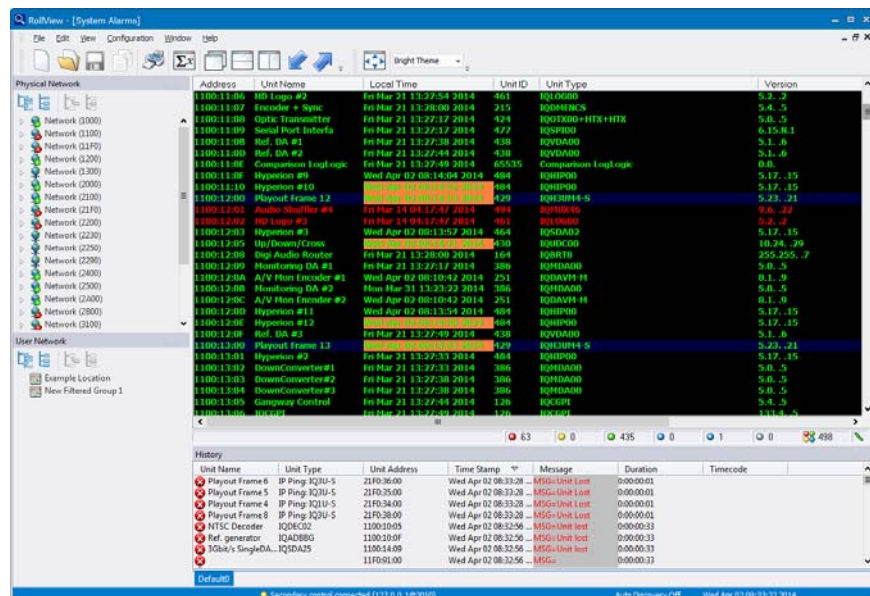 RollView - [System Alarms]
File Edit View Configuration Window Help
Bright Theme
Physical Network
Network (1000)
Network (1100)
Network (11F0)
Network (1200)
Network (1300)
Network (2000)
Network (2100)
Network (21F0)
Network (2200)
Network (2230)
Network (2250)
Network (2290)
Network (2400)
Network (2500)
Network (2A00)
Network (2800)
Network (3100)
User Network
Example Location
New Filtered Group 1
Address Unit Name Local Time Unit ID Unit Type Version
1100:11:06 HD Logo #2 Fri Mar 21 13:27:54 2014 461 IQLOG00 5.2. .2
1100:11:07 Encoder + Sync Fri Mar 21 13:28:00 2014 215 IQDMENCS 5.4. .5
1100:11:08 Optic Transmitter Fri Mar 21 13:27:17 2014 424 IQOTX00+HTX+HTX 5.0. .5
1100:11:09 Serial Port Interfa Fri Mar 21 13:27:17 2014 477 IQSPI00 6.15.R.1
1100:11:0B Ref. DA #1 Fri Mar 21 13:27:38 2014 438 IQVDA00 5.1. .6
1100:11:0D Ref. DA #2 Fri Mar 21 13:27:44 2014 438 IQVDA00 5.1. .6
1100:11:0E Comparison LogLogic Fri Mar 21 13:27:49 2014 65535 Comparison LogLogic 0.0.
1100:11:0F Hyperion #9 Wed Apr 02 08:14:04 2014 484 IQHIP00 5.17. .15
1100:11:10 Hyperion #10 484 IQHIP00 5.17. .15
1100:12:00 Playout Frame 12 429 IQH3UM4-S 5.23. .21
1100:12:01 Audio Shuffler #4 Fri Mar 14 04:17:47 2014 494 9.6. .22
1100:12:02 HD Logo #3 Fri Mar 14 04:17:47 2014 461 IQLOG00 5.2. .2
1100:12:03 Hyperion #3 Wed Apr 02 08:13:57 2014 464 IQSDA02 5.17. .15
1100:12:05 Up/Down/Cross 430 IQUDC00 10.24. .29
1100:12:08 Digi Audio Router Fri Mar 21 13:28:00 2014 164 IQBRT8 255.255. .7
1100:12:09 Monitoring DA #1 Fri Mar 21 13:27:17 2014 386 IQMDA00 5.0. .5
1100:12:0A A/V Mon Encoder #1 Wed Apr 02 08:10:42 2014 251 IQDAVM-M 8.1. .9
1100:12:0B Monitoring DA #2 Mon Mar 31 13:23:22 2014 386 IQMDA00 5.0. .5
1100:12:0C A/V Mon Encoder #2 Wed Apr 02 08:10:42 2014 251 IQDAVM-M 8.1. .9
1100:12:0D Hyperion #11 Wed Apr 02 08:13:54 2014 484 IQHIP00 5.17. .15
1100:12:0E Hyperion #12 484 IQHIP00 5.17. .15
1100:12:0F Ref. DA #3 Fri Mar 21 13:27:49 2014 438 IQVDA00 5.1. .6
1100:13:00 Playout Frame 13 429 IQH3UM4-S 5.23. .21
1100:13:01 Hyperion #2 Fri Mar 21 13:27:33 2014 484 IQHIP00 5.17. .15
1100:13:02 DownConverter#1 Fri Mar 21 13:27:33 2014 386 IQMDA00 5.0. .5
1100:13:03 DownConverter#2 Fri Mar 21 13:27:38 2014 386 IQMDA00 5.0. .5
1100:13:04 DownConverter#3 Fri Mar 21 13:27:38 2014 386 IQMDA00 5.0. .5
1100:13:05 Gangway Control Fri Mar 21 13:27:44 2014 126 IQCGPI 5.4. .5
1100:13:06 IQCGPI Fri Mar 21 13:27:49 2014 126 IQCGPI 133.4. .5
63 0 435 0 1 0 498
History
Unit Name Unit Type Unit Address Time Stamp Message Duration Timecode
Playout Frame 6 IP Ping: IQ3U-S 21F0:36:00 Wed Apr 02 08:33:28 ... MSG=Unit Lost 0:00:00:01
Playout Frame 5 IP Ping: IQ3U-S 21F0:35:00 Wed Apr 02 08:33:28 ... MSG=Unit Lost 0:00:00:01
Playout Frame 4 IP Ping: IQ1U-S 21F0:34:00 Wed Apr 02 08:33:28 ... MSG=Unit Lost 0:00:00:01
Playout Frame 8 IP Ping: IQ3U-S 21F0:38:00 Wed Apr 02 08:33:28 ... MSG=Unit Lost 0:00:00:01
NTSC Decoder IQDEC02 1100:10:05 Wed Apr 02 08:32:56 ... MSG=Unit lost 0:00:00:33
Ref. generator IQADBBG 1100:10:0F Wed Apr 02 08:32:56 ... MSG=Unit lost 0:00:00:33
3Gbit/s SingleDA... IQSDA25 1100:14:09 Wed Apr 02 08:32:56 ... MSG=Unit lost 0:00:00:33
11F0:91:00 Wed Apr 02 08:32:56 ... MSG= 0:00:00:33
Default0
Secondary control connected [127.0.0.1@2050] Auto Discovery Off Wed Apr 02 08:33:32 2014